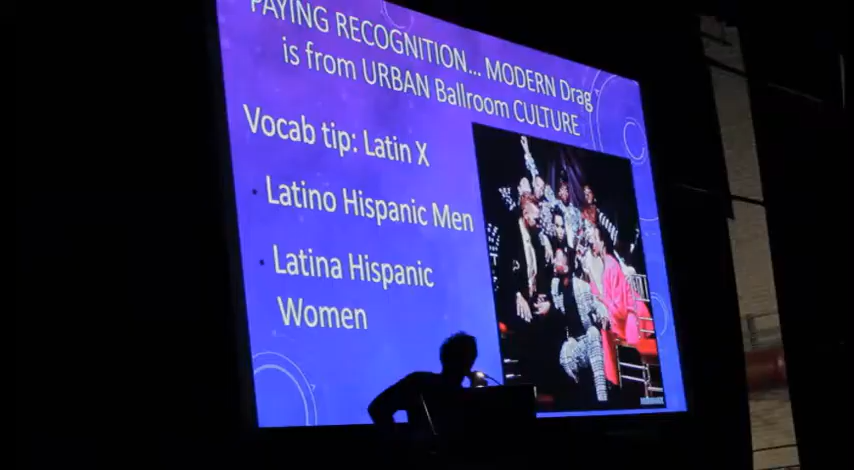 PAYING RECOGNITION... MODERN Drag
is from URBAN Ballroom CULTURE
Vocab tip: Latin X
• Latino Hispanic Men
• Latina Hispanic
Women